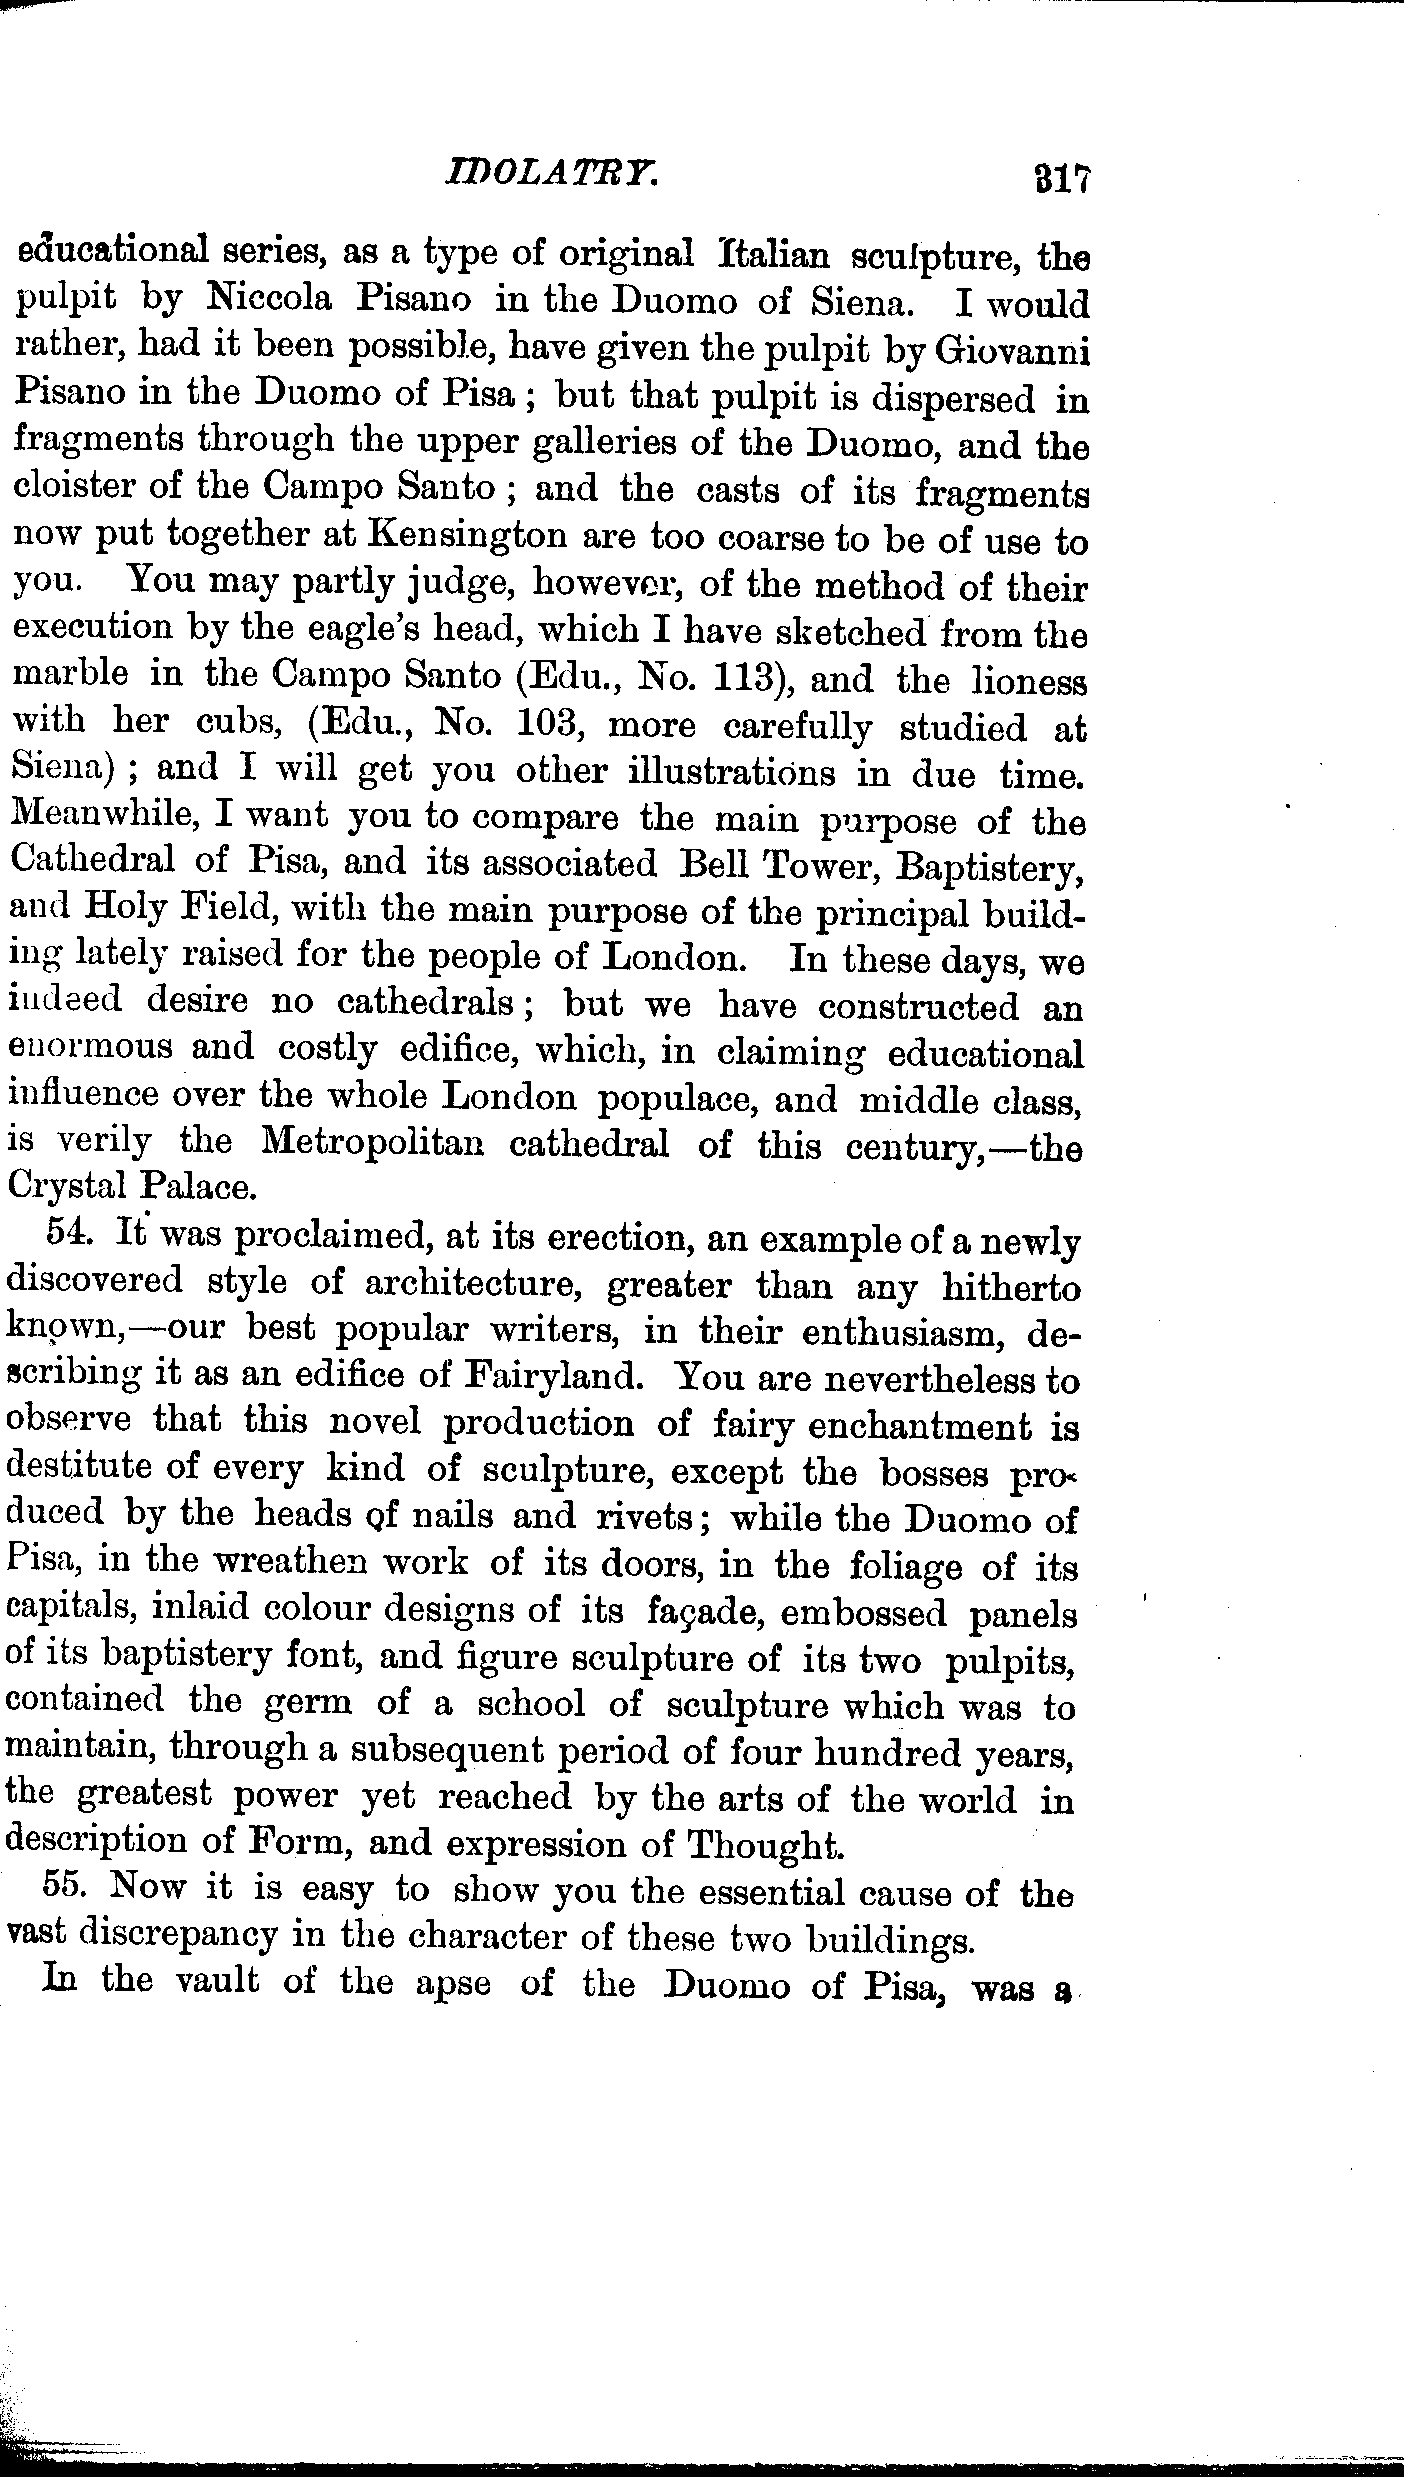 IDOLATRY. 317
educational series, as a type of original Italian sculpture, the
pulpit by Niccola Pisano in the Duomo of Siena. I would
rather, had it been possible, have given the pulpit by Giovanni
Pisano in the Duomo of Pisa ; but that pulpit is dispersed in
fragments through the upper galleries of the Duomo, and the
cloister of the Campo Santo ; and the casts of its fragments
now put together at Kensington are too coarse to be of use to
you. You may partly judge, however, of the method of their
execution by the eagle's head, which I have sketched from the
marble in the Campo Santo (Edu., No. 113), and the lioness
with her cubs, (Edu., No. 103, more carefully studied at
Siena) ; and I will get you other illustrations in due time.
Meanwhile, I want you to compare the main purpose of the
Cathedral of Pisa, and its associated Bell Tower, Baptistery,
and Holy Field, with the main purpose of the principal build-
ing lately raised for the people of London. In these days, we
indeed desire no cathedrals ; but we have constructed an
enormous and costly edifice, which, in claiming educational
influence over the whole London populace, and middle class,
is verily the Metropolitan cathedral of this century,—the
Crystal Palace.
54. It was proclaimed, at its erection, an example of a newly
discovered style of architecture, greater than any hitherto
known,—our best popular writers, in their enthusiasm, de-
scribing it as an edifice of Fairyland. You are nevertheless to
observe that this novel production of fairy enchantment is
destitute of every kind of sculpture, except the bosses pro-
duced by the heads of nails and rivets ; while the Duomo of
Pisa, in the wreathen work of its doors, in the foliage of its
capitals, inlaid colour designs of its façade, embossed panels
of its baptistery font, and figure sculpture of its two pulpits,
contained the germ of a school of sculpture which was to
maintain, through a subsequent period of four hundred years,
the greatest power yet reached by the arts of the world in
description of Form, and expression of Thought.
55. Now it is easy to show you the essential cause of the
vast discrepancy in the character of these two buildings.
In the vault of the apse of the Duomo of Pisa, was a